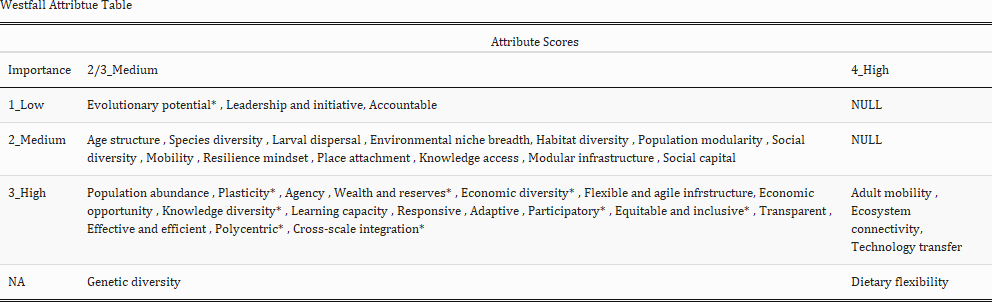 Westfall Attribtue Table
Attribute Scores
Importance 2/3_Medium 4_High
1_Low Evolutionary potential* , Leadership and initiative, Accountable NULL
2_Medium Age structure , Species diversity , Larval dispersal , Environmental niche breadth, Habitat diversity , Population modularity , Social NULL
diversity , Mobility , Resilience mindset , Place attachment , Knowledge access , Modular infrastructure , Social capital
3_High Population abundance , Plasticity* , Agency , Wealth and reserves* , Economic diversity* , Flexible and agile infrstructure, Economic Adult mobility ,
opportunity , Knowledge diversity* , Learning capacity , Responsive , Adaptive , Participatory* , Equitable and inclusive* , Transparent , Ecosystem
Effective and efficient , Polycentric* , Cross-scale integration* connectivity,
Technology transfer
NA Genetic diversity Dietary flexibility